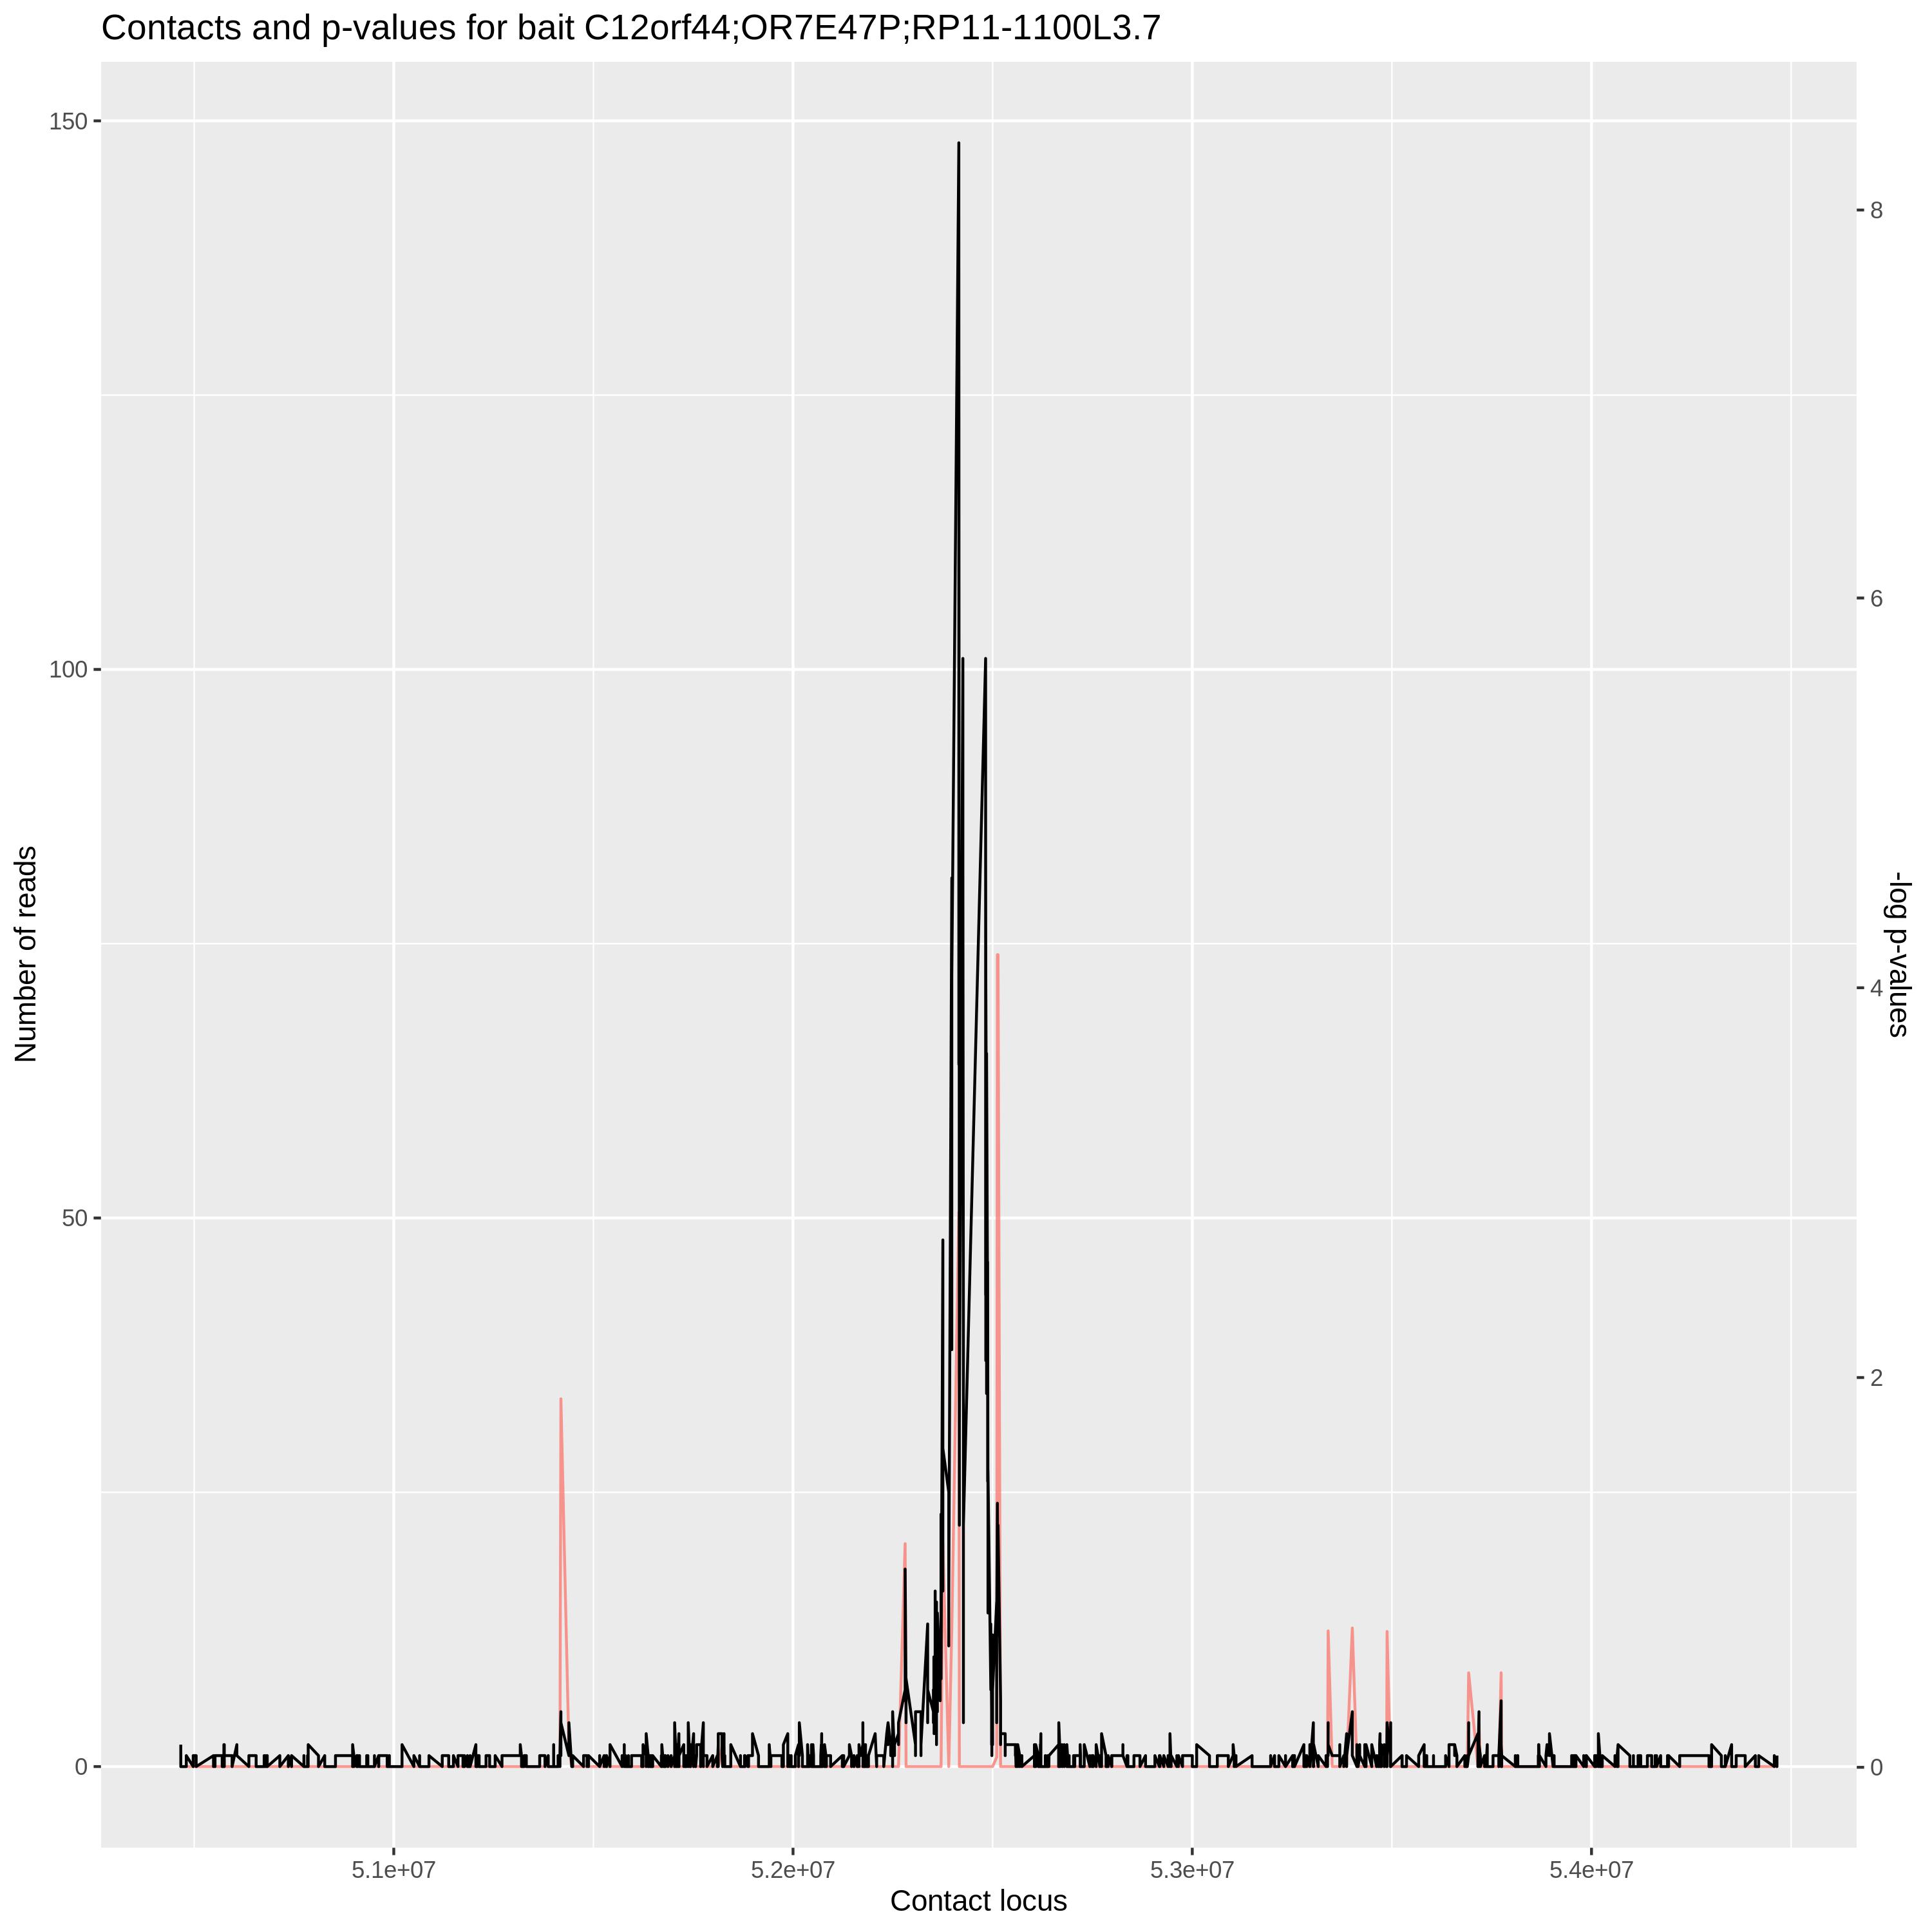 Contacts and p-values for bait C12orf44;OR7E47P;RP11-1100L3.7
150
100
50
0
Number of reads
8
6
4
2
0
-log p-values
5.1e+07
5.2e+07
5.3e+07
5.4e+07
Contact locus